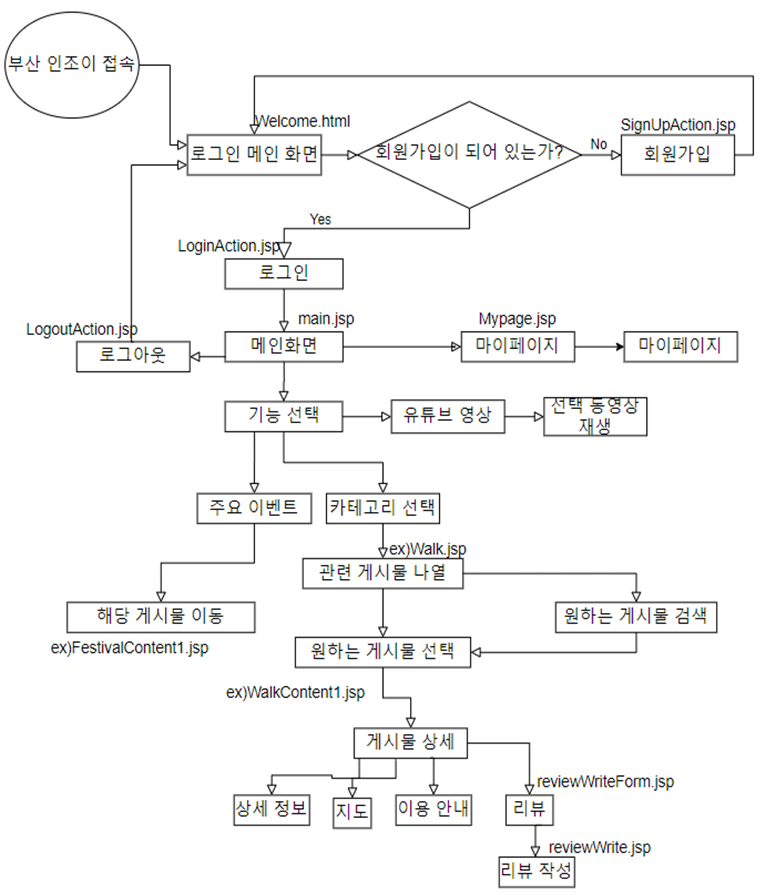 부산 인조이 접속
Welcome.html
로그인 메인 화면
회원가입이 되어 있는가?
No
SignUpAction.jsp
회원가입
Yes
LoginAction.jsp
로그인
main.jsp
메인화면
LogoutAction.jsp
로그아웃
Mypage.jsp
마이페이지
마이페이지
기능 선택
유튜브 영상
선택 동영상
재생
주요 이벤트
카테고리 선택
ex)Walk.jsp
관련 게시물 나열
해당 게시물 이동
ex)FestivalContent1.jsp
원하는 게시물 검색
원하는 게시물 선택
ex)WalkContent1.jsp
게시물 상세
상세 정보
지도
이용 안내
reviewWriteForm.jsp
리뷰
reviewWrite.jsp
리뷰 작성